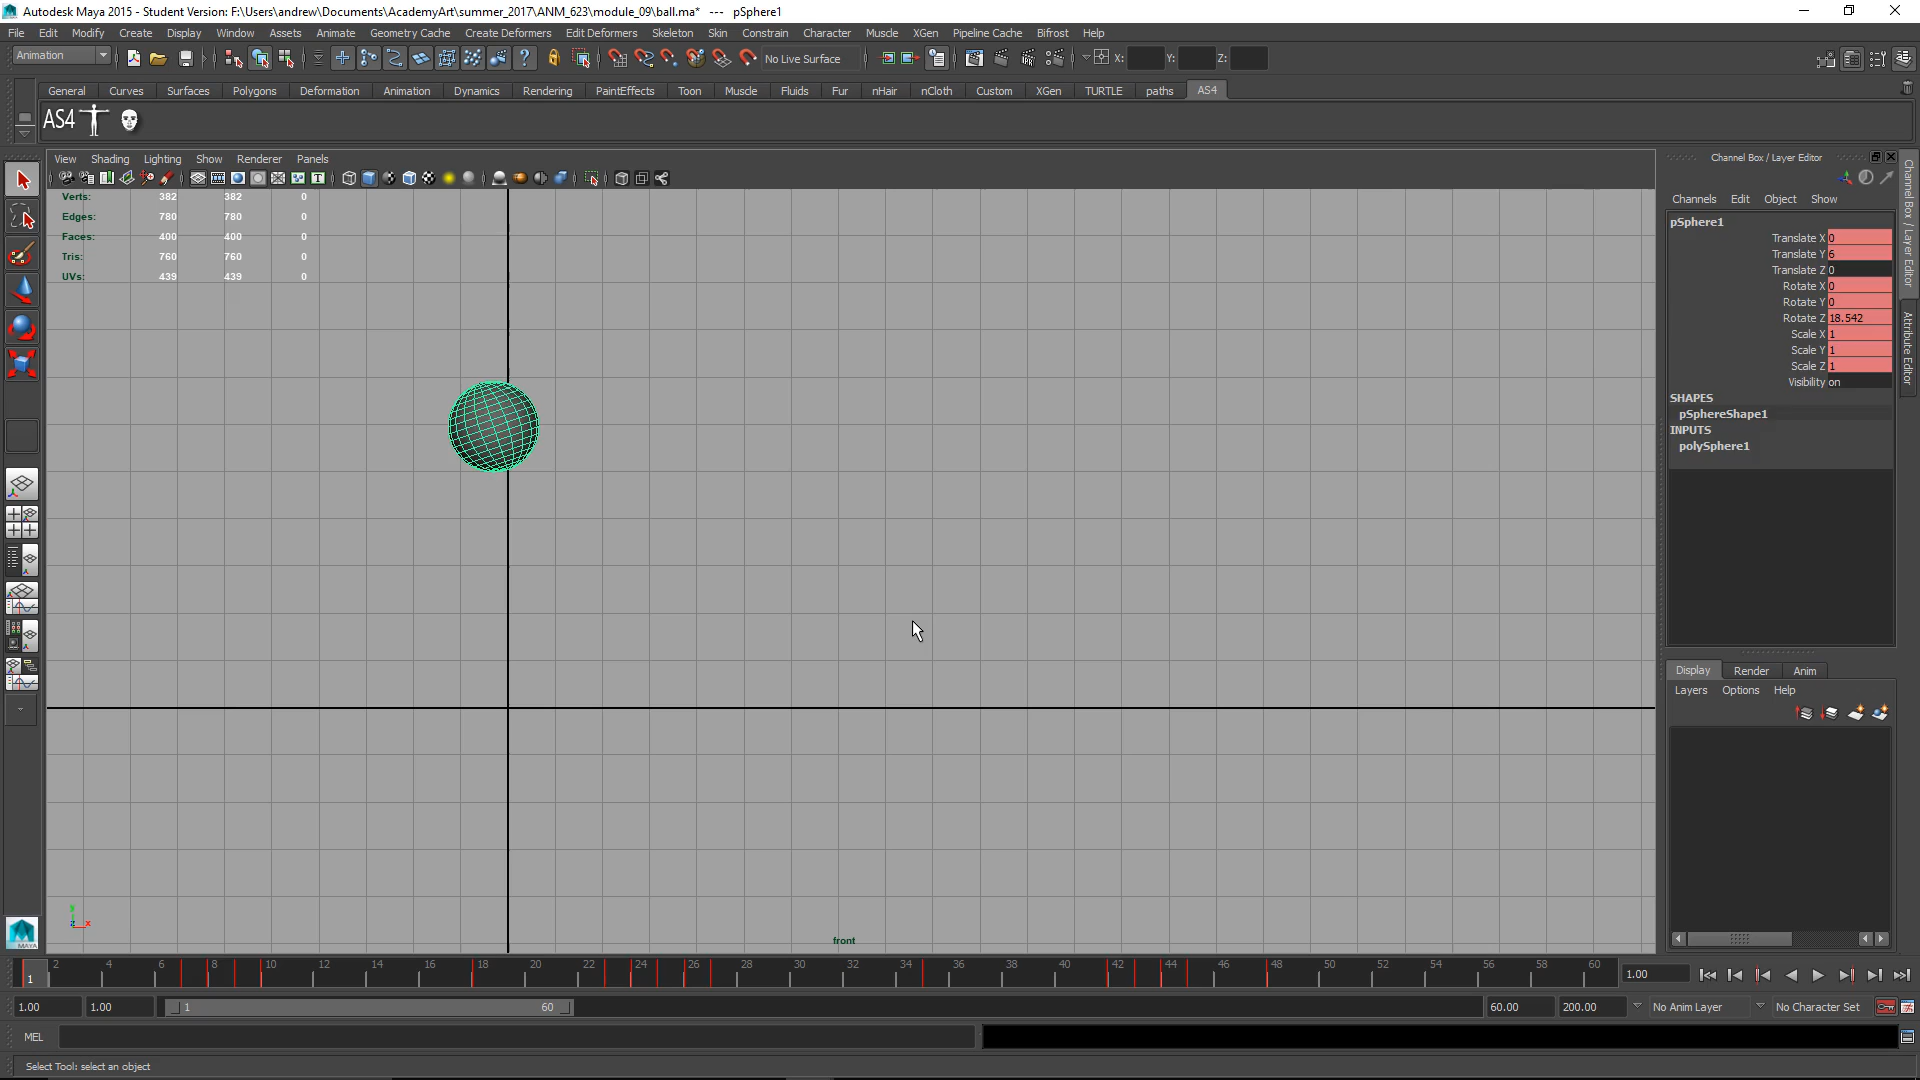 Autodesk Maya 2015 - Student Version: F:\Users\andrew\Documents\AcademyArt\summer_2017\ANM_623\module_09\ball.ma* --- pSphere1
File Edit Modify Create Display Window Assets Animate Geometry Cache Create Deformers Edit Deformers Skeleton Skin Constrain Character Muscle XGen Pipeline Cache Bifrost Help
Animation No Live Surface X: Y: Z:
General Curves Surfaces Polygons Deformation Animation Dynamics Rendering PaintEffects Toon Muscle Fluids Fur nHair nCloth Custom XGen TURTLE paths AS4
AS4
View Shading Lighting Show Renderer Panels
Verts: 382 382 0
Edges: 780 780 0
Faces: 400 400 0
Tris: 760 760 0
UVs: 439 439 0
Channel Box / Layer Editor
Channels Edit Object Show
pSphere1
Translate X 0
Translate Y 6
Translate Z 0
Rotate X 0
Rotate Y 0
Rotate Z 18.542
Scale X 1
Scale Y 1
Scale Z 1
Visibility on
SHAPES
pSphereShape1
INPUTS
polySphere1
Channel Box / Layer Editor
Attribute Editor
Display Render Anim
Layers Options Help
y
z x
front
MAYA
1 2 4 6 8 10 12 14 16 18 20 22 24 26 28 30 32 34 36 38 40 42 44 46 48 50 52 54 56 58 60 1.00
1.00 1.00 1 60 60.00 200.00 No Anim Layer No Character Set
MEL
Select Tool: select an object